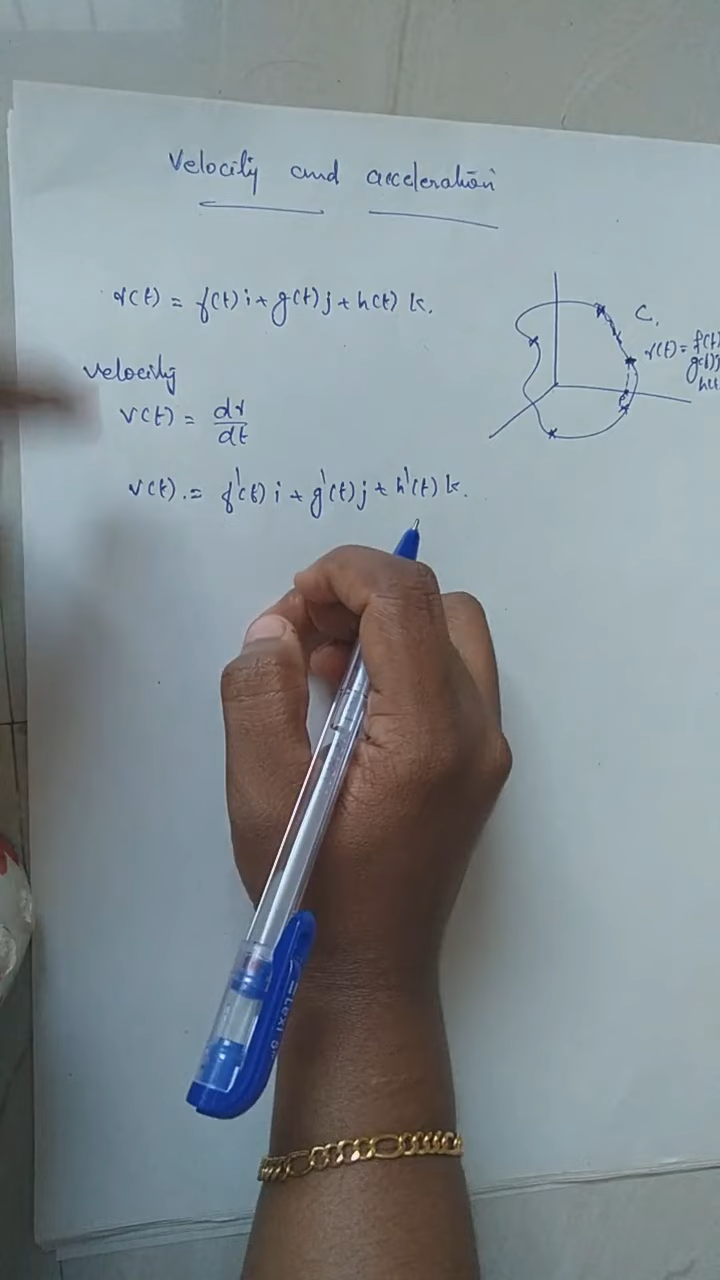 Velocity and acceleration
r(t) = f(t) i + g(t) j + h(t) k.
C.
r(t) = f(t)
g(t)j
h(t)
Velocity
v(t) = dr/dt
v(t) = f'(t) i + g'(t) j + h'(t) k.